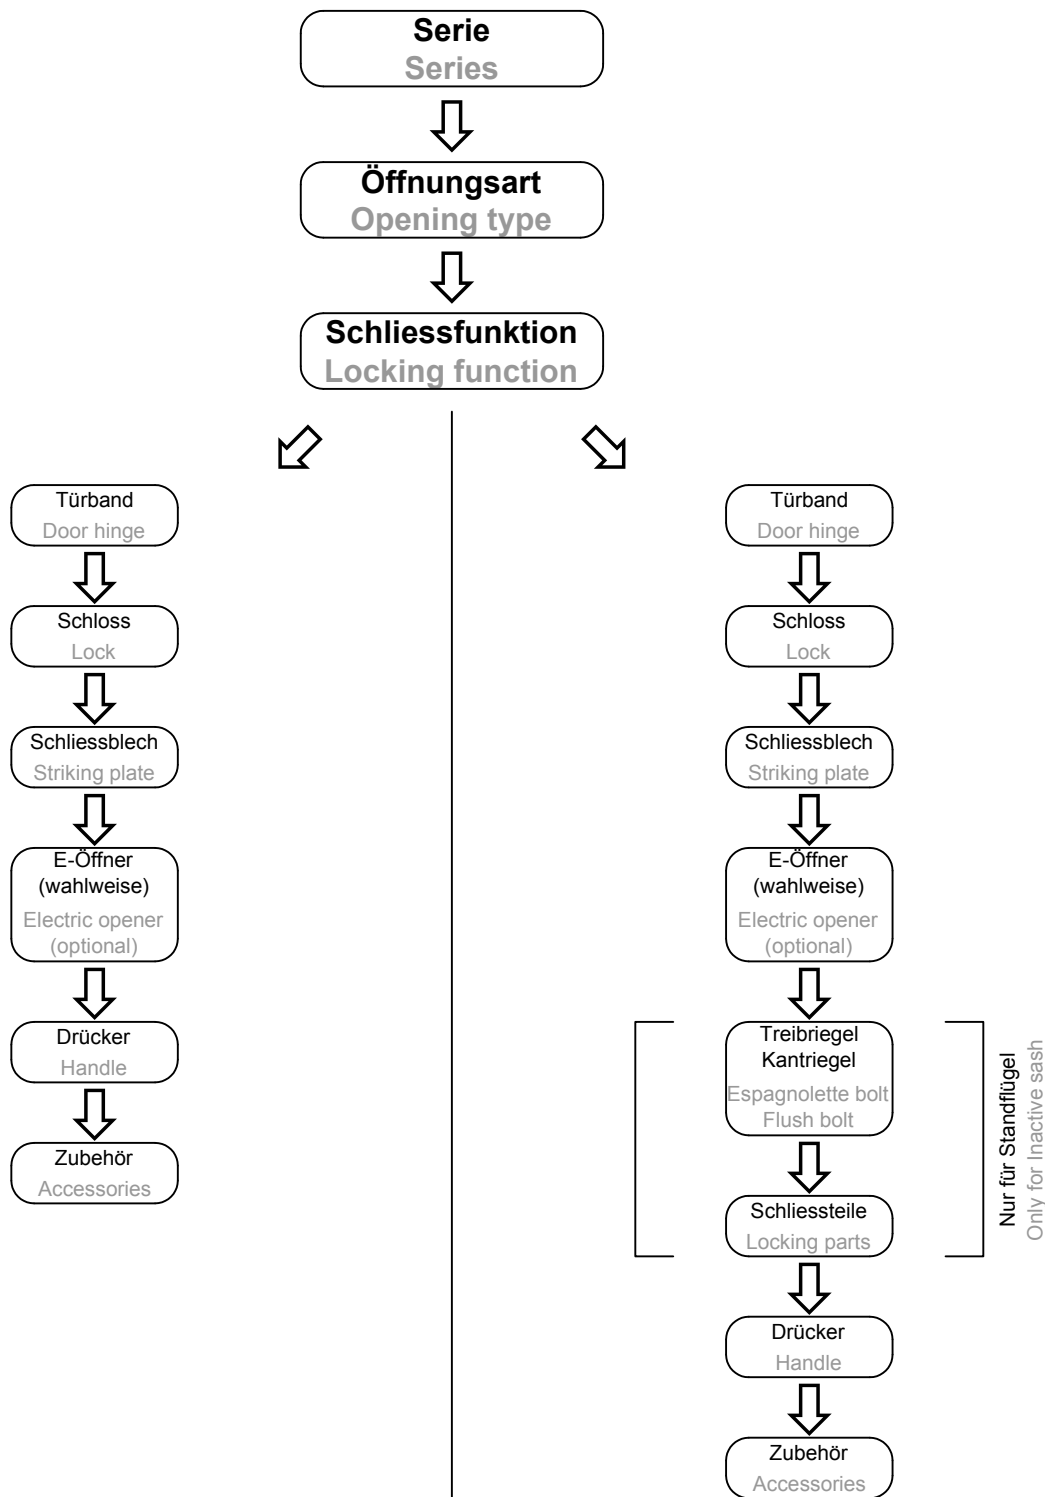 Serie
Series
Öffnungsart
Opening type
Schliessfunktion
Locking function
Türband
Door hinge
Schloss
Lock
Schliessblech
Striking plate
E-Öffner
(wahlweise)
Electric opener
(optional)
Drücker
Handle
Zubehör
Accessories
Türband
Door hinge
Schloss
Lock
Schliessblech
Striking plate
E-Öffner
(wahlweise)
Electric opener
(optional)
Treibriegel
Kantriegel
Espagnolette bolt
Flush bolt
Schliessteile
Locking parts
Nur für Standflügel
Only for Inactive sash
Drücker
Handle
Zubehör
Accessories